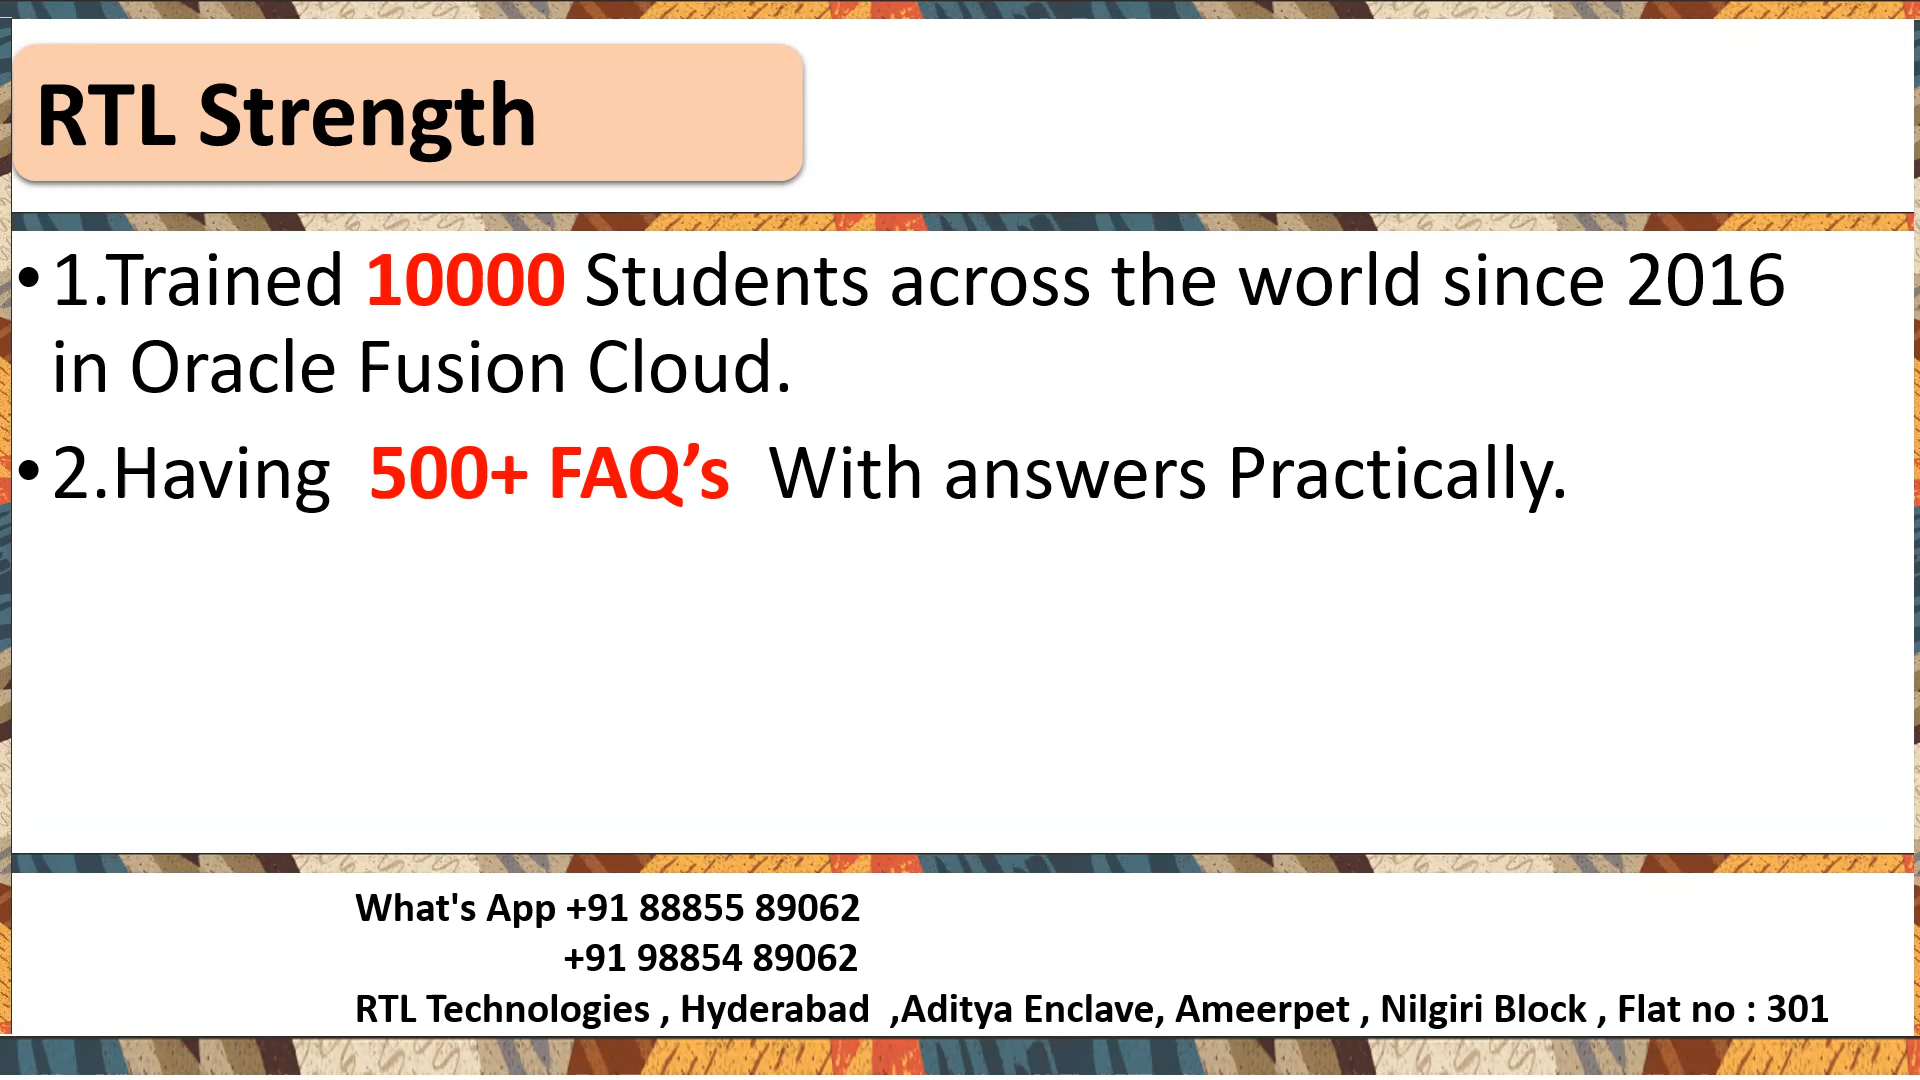 RTL Strength
• 1.Trained 10000 Students across the world since 2016
in Oracle Fusion Cloud.
• 2.Having  500+ FAQ’s  With answers Practically.
What's App +91 88855 89062
+91 98854 89062
RTL Technologies , Hyderabad  ,Aditya Enclave, Ameerpet , Nilgiri Block , Flat no : 301